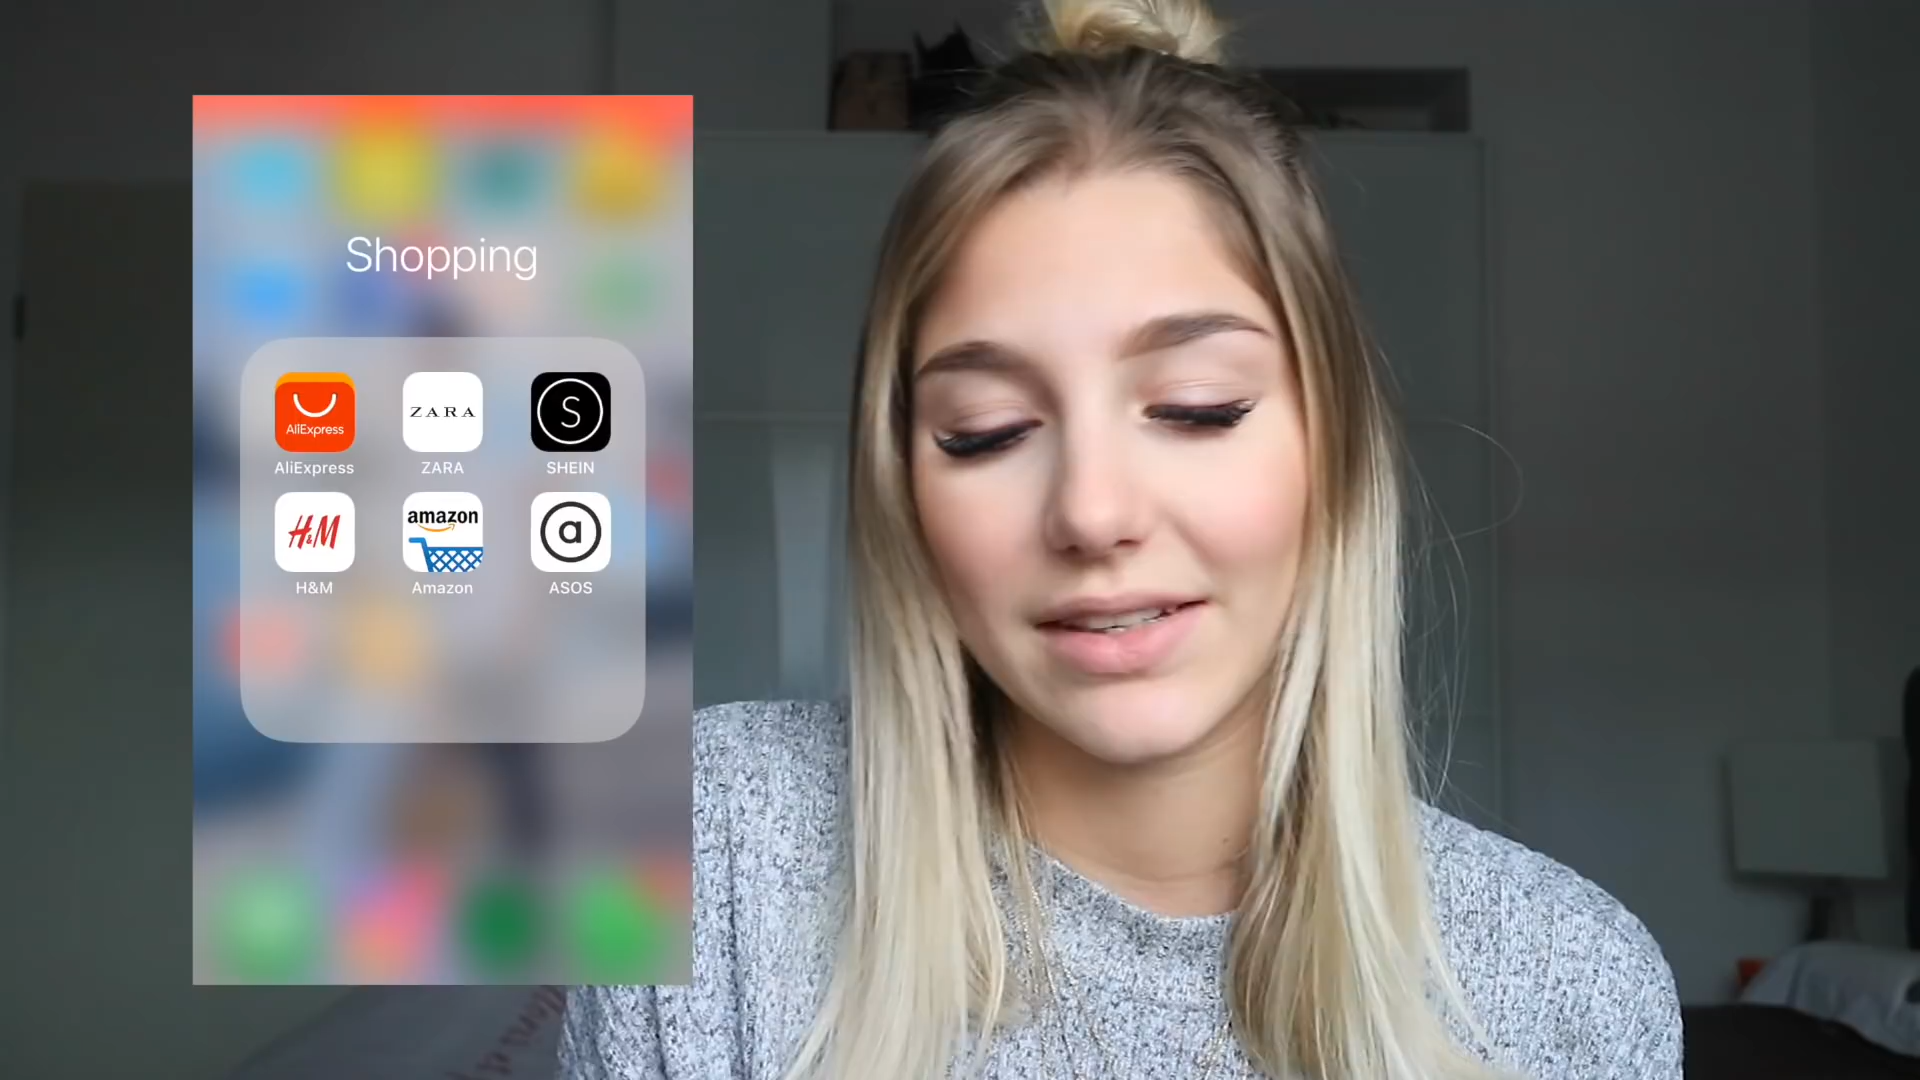 Shopping
AliExpress
ZARA
S
AliExpress
ZARA
SHEIN
H&M
amazon
a
H&M
Amazon
ASOS